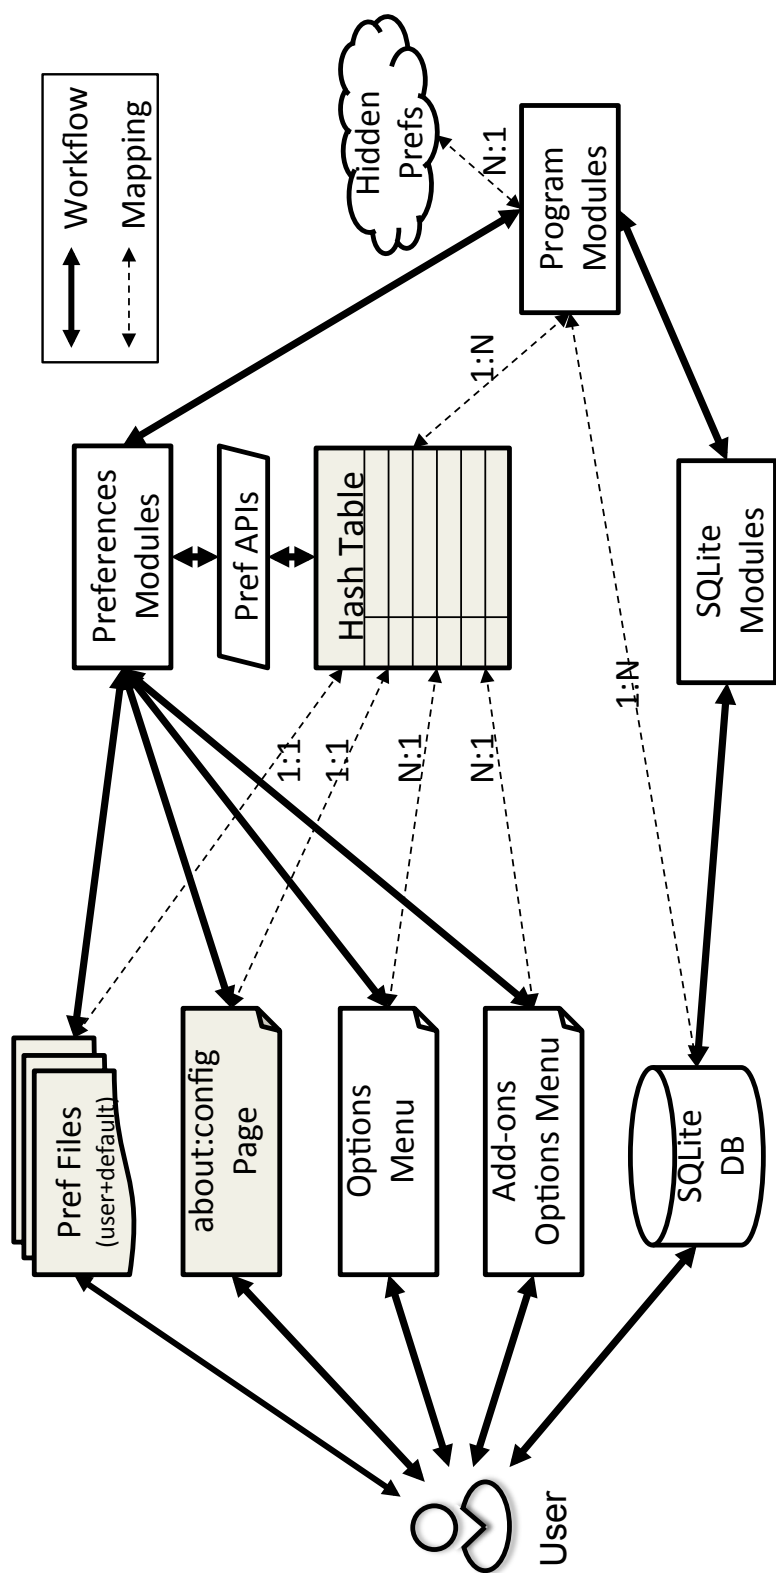 Workflow
Mapping
User
Pref Files
(user+default)
about:config
Page
Options
Menu
Add-ons
Options Menu
SQLite
DB
1:1
1:1
N:1
N:1
Preferences
Modules
Pref APIs
Hash Table
SQLite
Modules
1:N
1:N
Hidden
Prefs
N:1
Program
Modules